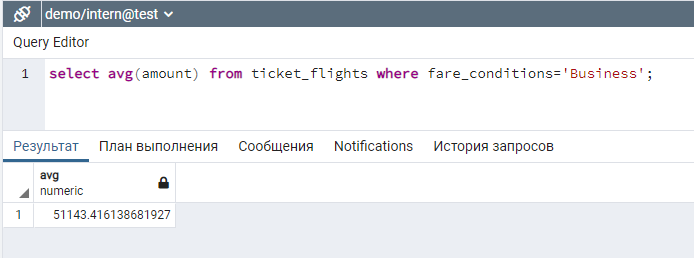 demo/intern@test
Query Editor
1 select avg(amount) from ticket_flights where fare_conditions='Business';
Результат План выполнения Сообщения Notifications История запросов
avg
numeric
1 51143.416138681927